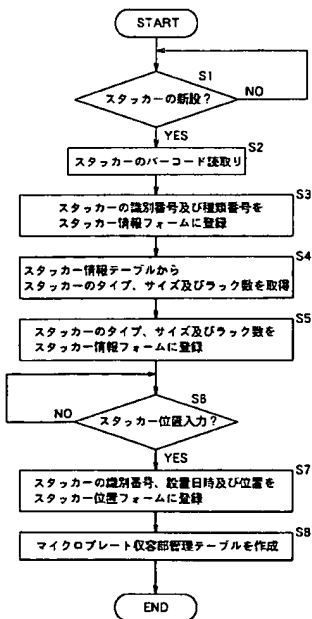 START
S1
スタッカーの新設?
NO
YES
S2
スタッカーのバーコード読取り
S3
スタッカーの識別番号及び種類番号を
スタッカー情報フォームに登録
S4
スタッカー情報テーブルから
スタッカーのタイプ、サイズ及びラック数を取得
S5
スタッカーのタイプ、サイズ及びラック数を
スタッカー情報フォームに登録
S6
NO
スタッカー位置入力?
YES
S7
スタッカーの識別番号、設置日時及び位置を
スタッカー位置フォームに登録
S8
マイクロプレート収容部管理テーブルを作成
END